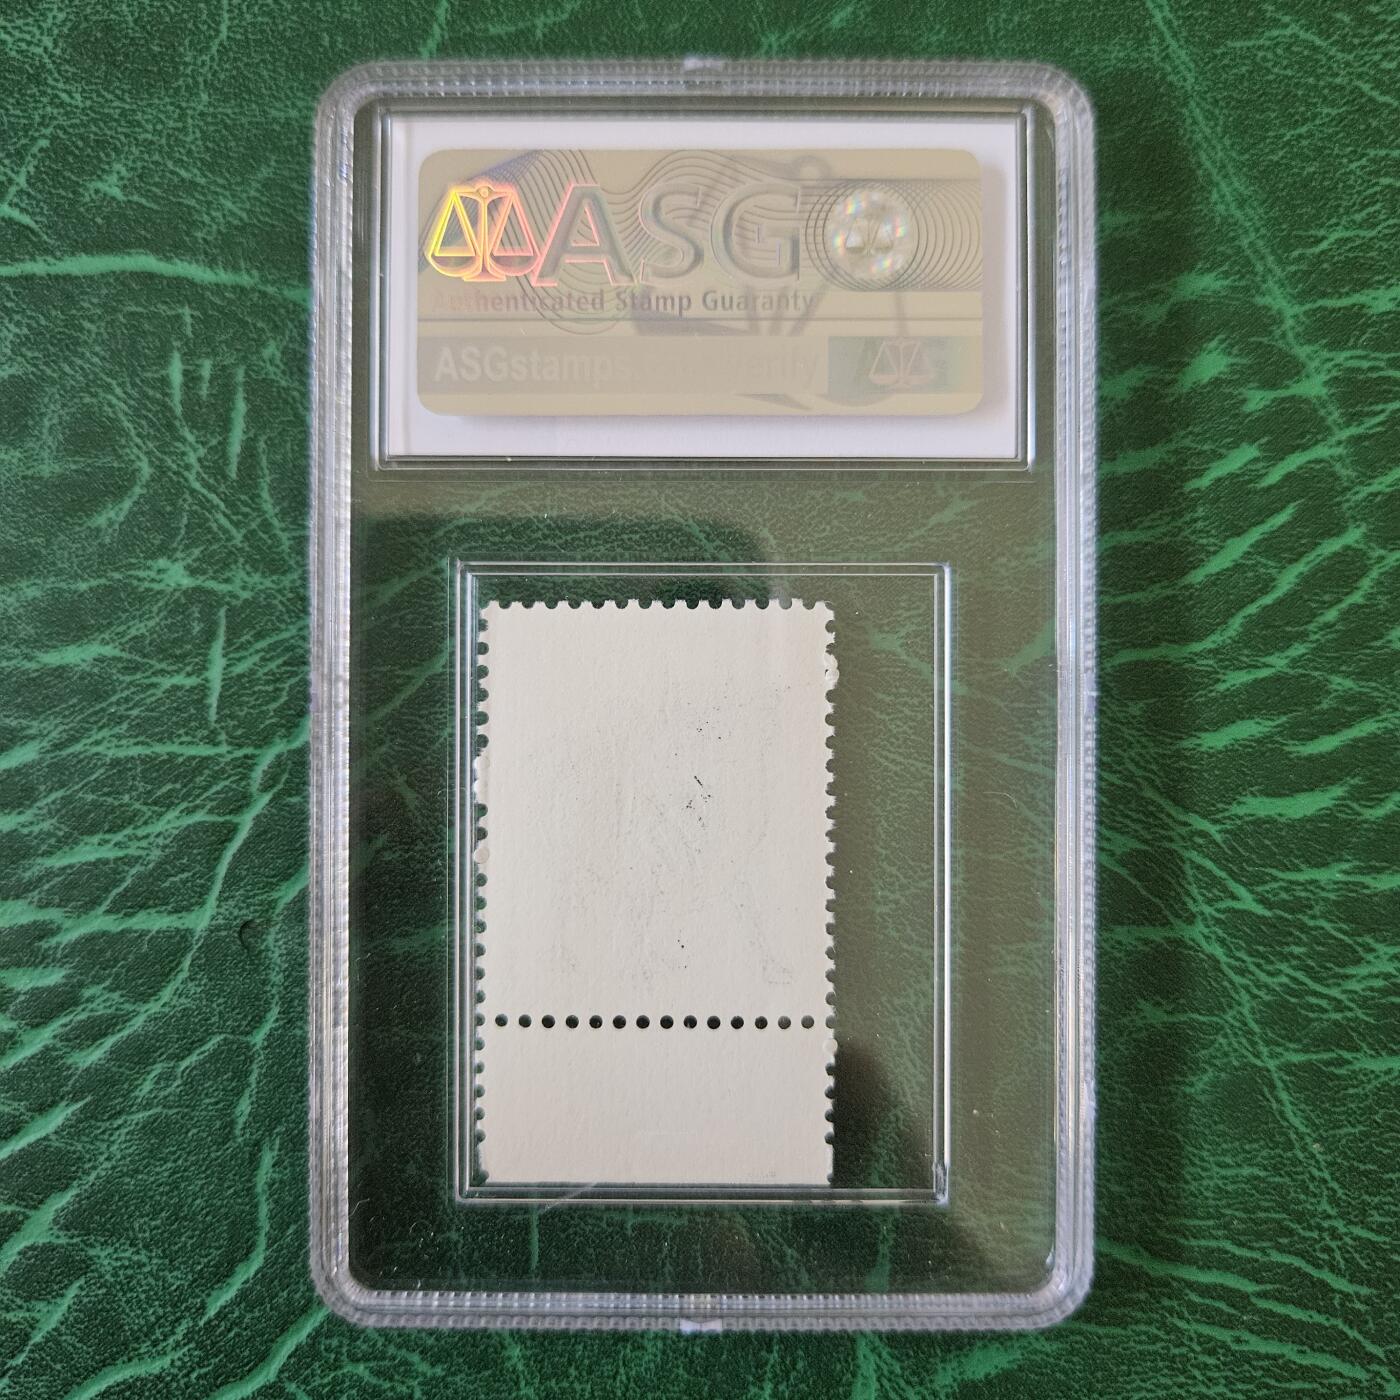 ASG
Authenticated Stamp Guaranty
ASGstamps